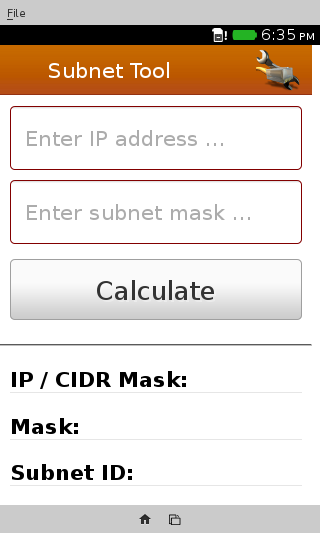 File
6:35 PM
Subnet Tool
Enter IP address ...
Enter subnet mask ...
Calculate
IP / CIDR Mask:
Mask:
Subnet ID: